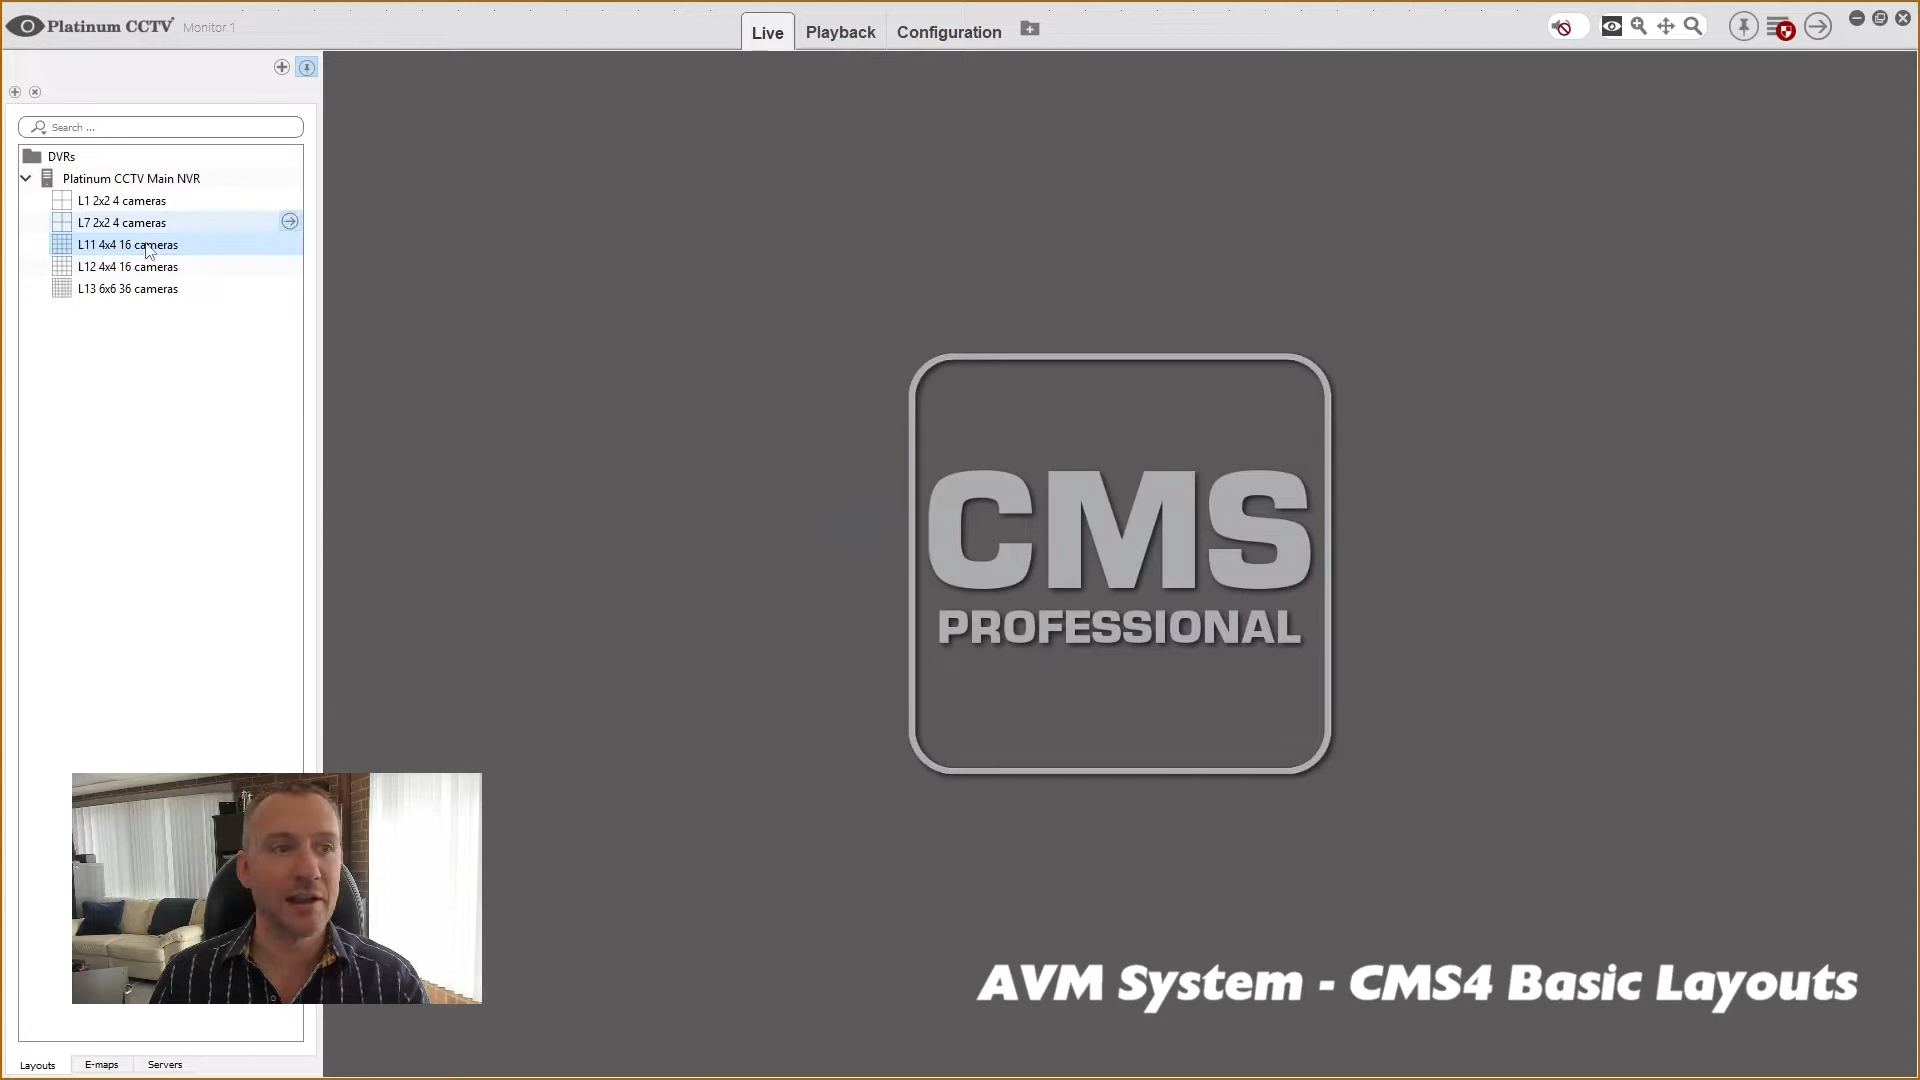 Platinum CCTV Monitor 1
Live Playback Configuration
Search ...
DVRs
Platinum CCTV Main NVR
L1 2x2 4 cameras
L7 2x2 4 cameras
L11 4x4 16 cameras
L12 4x4 16 cameras
L13 6x6 36 cameras
CMS
PROFESSIONAL
AVM System - CMS4 Basic Layouts
Layouts E-maps Servers